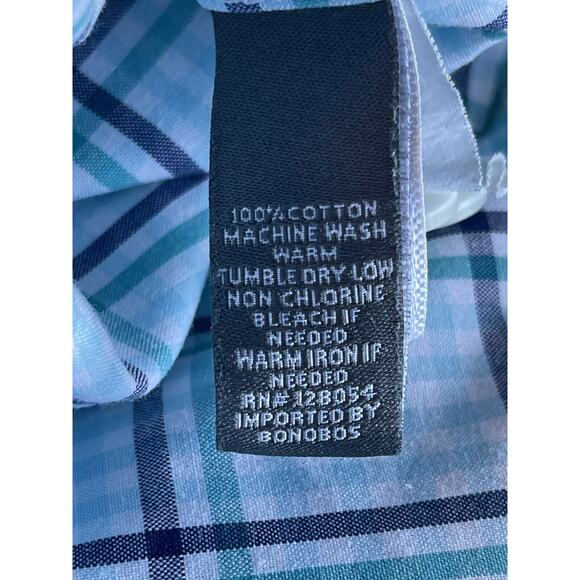 100% COTTON
MACHINE WASH
WARM
TUMBLE DRY LOW
NON CHLORINE
BLEACH IF
NEEDED
WARM IRON IF
NEEDED
RN# 128054
IMPORTED BY
BONOBOS